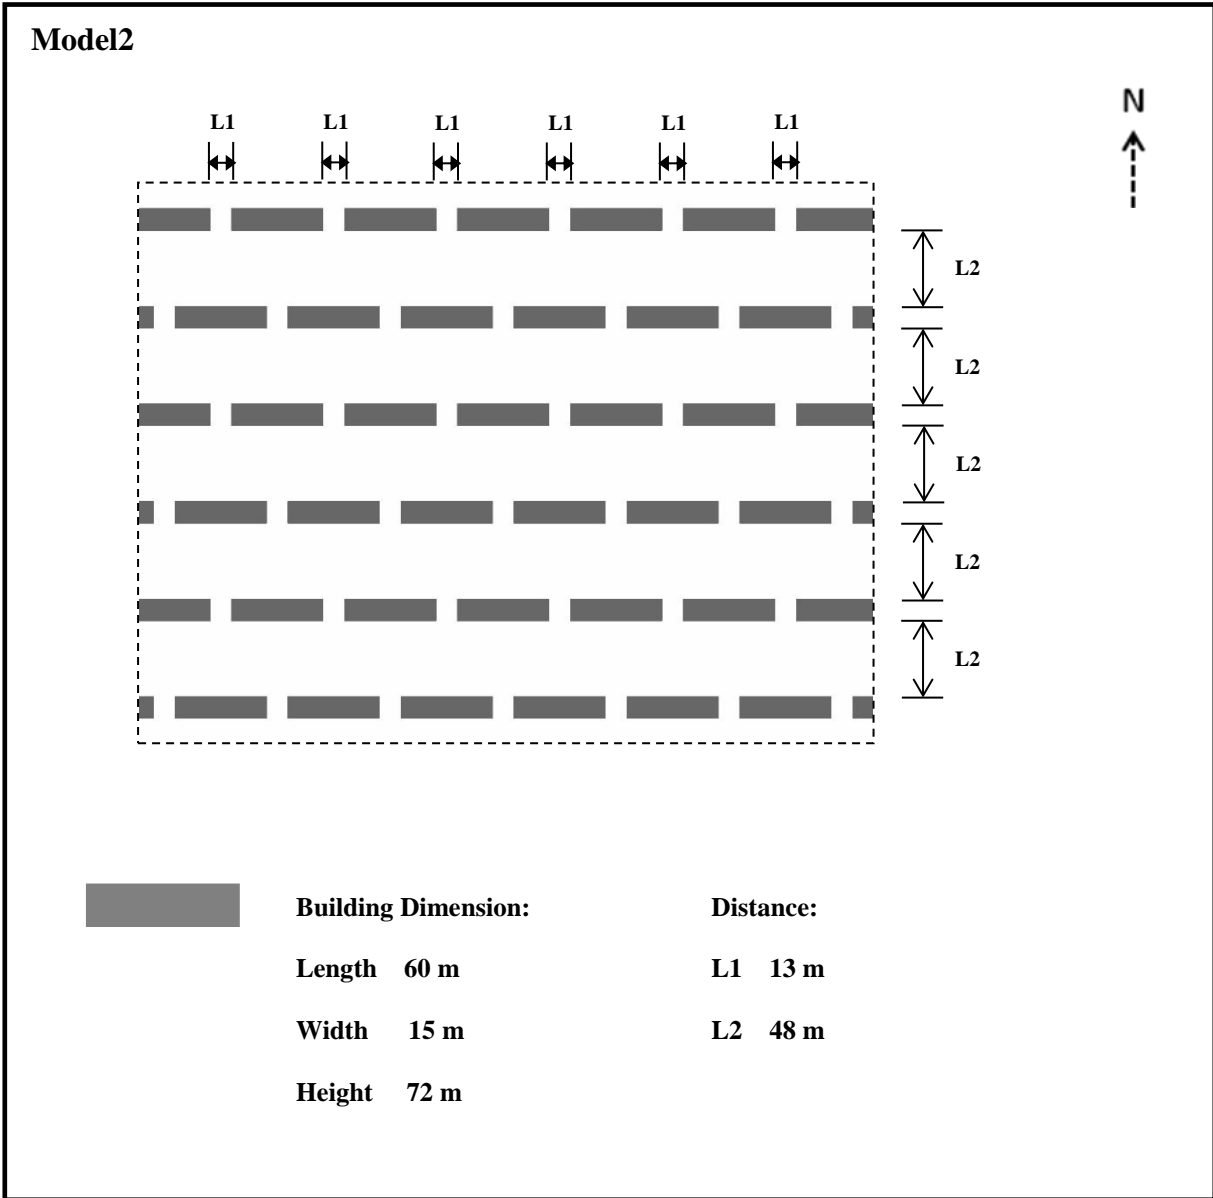 Model2
N
L1 L1 L1 L1 L1 L1
L2
L2
L2
L2
L2
Building Dimension: Distance:
Length 60 m L1 13 m
Width 15 m L2 48 m
Height 72 m